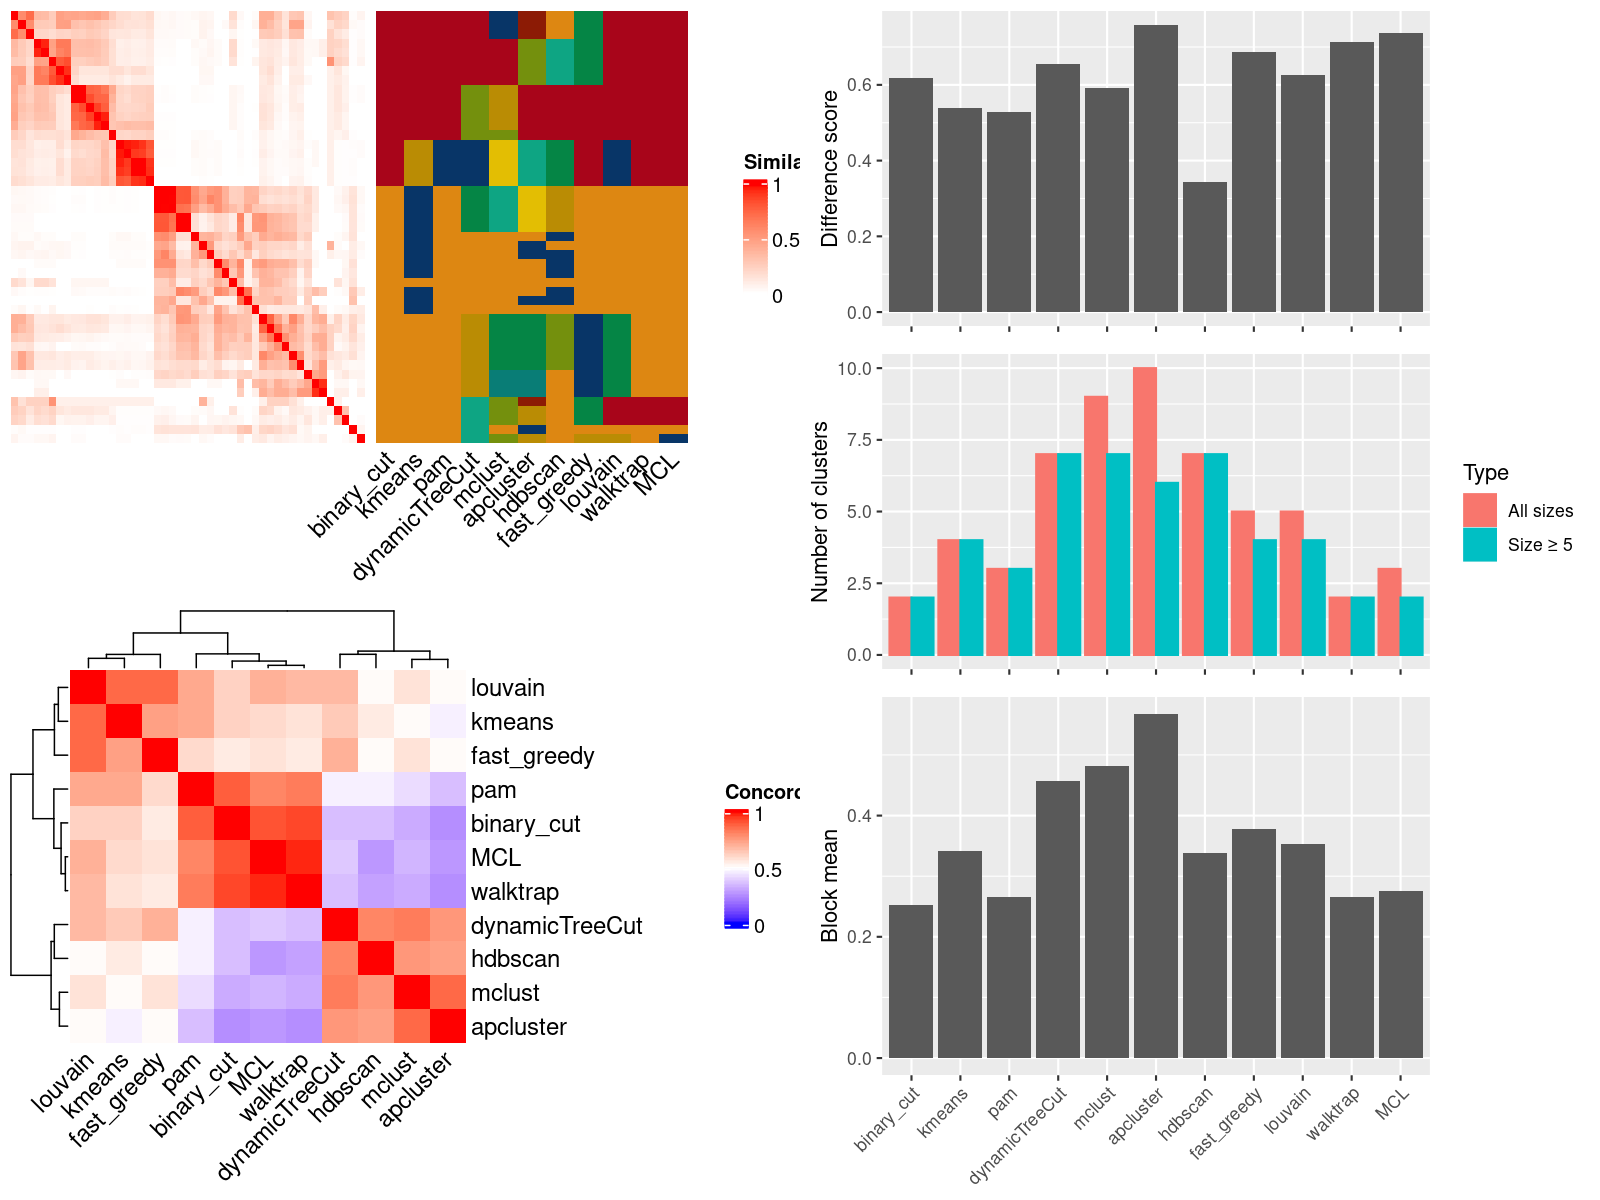 Simila
1
0.5
0
binary_cut
kmeans
pam
dynamicTreeCut
mclust
apcluster
hdbscan
fast_greedy
louvain
walktrap
MCL
Difference score
0.6
0.4
0.2
0.0
Number of clusters
10.0
7.5
5.0
2.5
0.0
Type
All sizes
Size ≥ 5
louvain
kmeans
fast_greedy
pam
binary_cut
MCL
walktrap
dynamicTreeCut
hdbscan
mclust
apcluster
louvain
kmeans
fast_greedy
pam
binary_cut
MCL
walktrap
dynamicTreeCut
hdbscan
mclust
apcluster
Concord
1
0.5
0
Block mean
0.4
0.2
0.0
binary_cut
kmeans
pam
dynamicTreeCut
mclust
apcluster
hdbscan
fast_greedy
louvain
walktrap
MCL